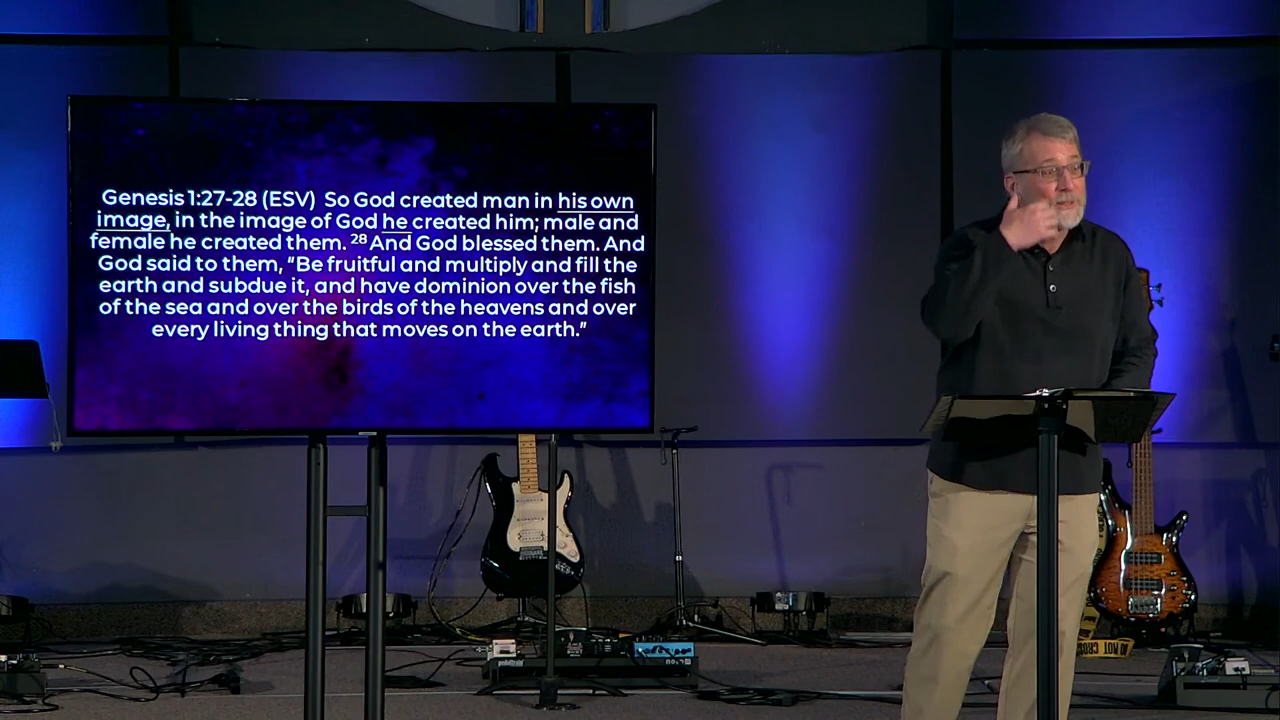 Genesis 1:27-28 (ESV) So God created man in his own
image, in the image of God he created him; male and
female he created them. 28 And God blessed them. And
God said to them, "Be fruitful and multiply and fill the
earth and subdue it, and have dominion over the fish
of the sea and over the birds of the heavens and over
every living thing that moves on the earth."
DO NOT CROS